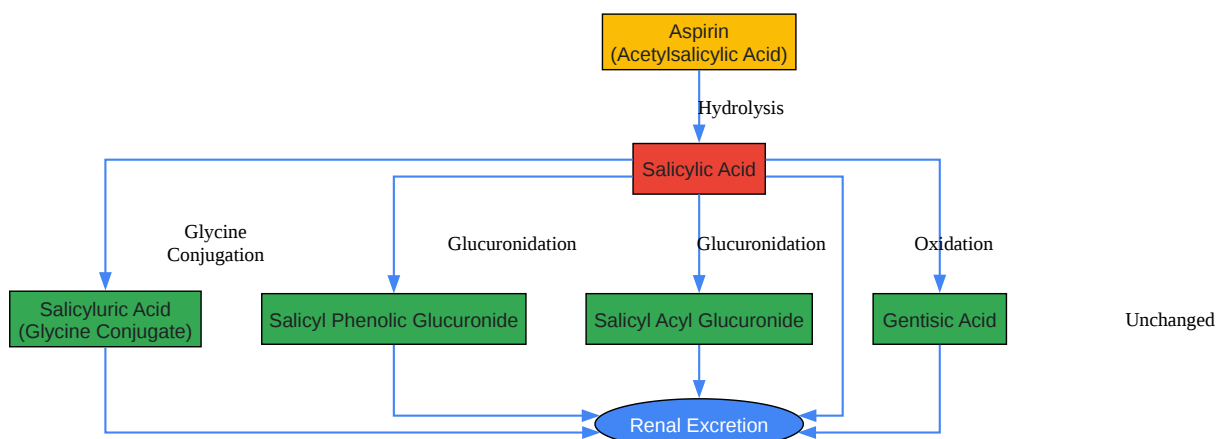 Aspirin
(Acetylsalicylic Acid)
Hydrolysis
Salicylic Acid
Glycine
Conjugation
Glucuronidation
Glucuronidation
Oxidation
Salicyluric Acid
(Glycine Conjugate)
Salicyl Phenolic Glucuronide
Salicyl Acyl Glucuronide
Gentisic Acid
Unchanged
Renal Excretion